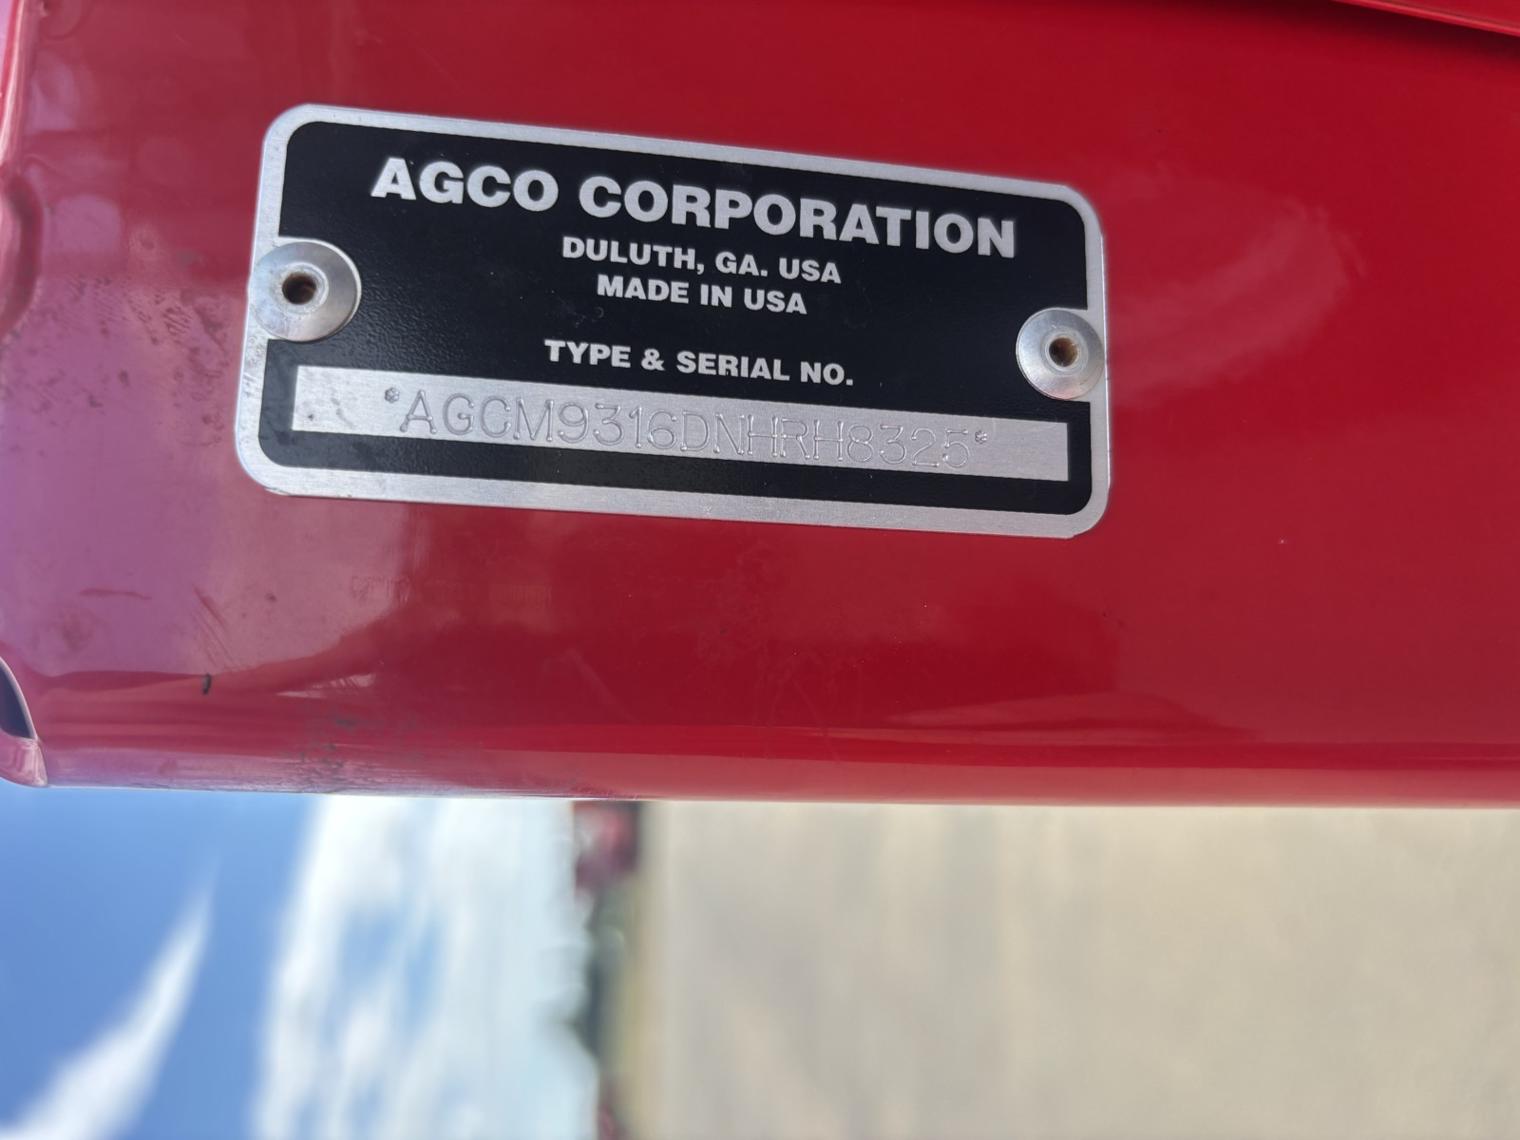 AGCO CORPORATION
DULUTH, GA. USA
MADE IN USA
TYPE & SERIAL NO.
*AGCM9316DNHRH8325*